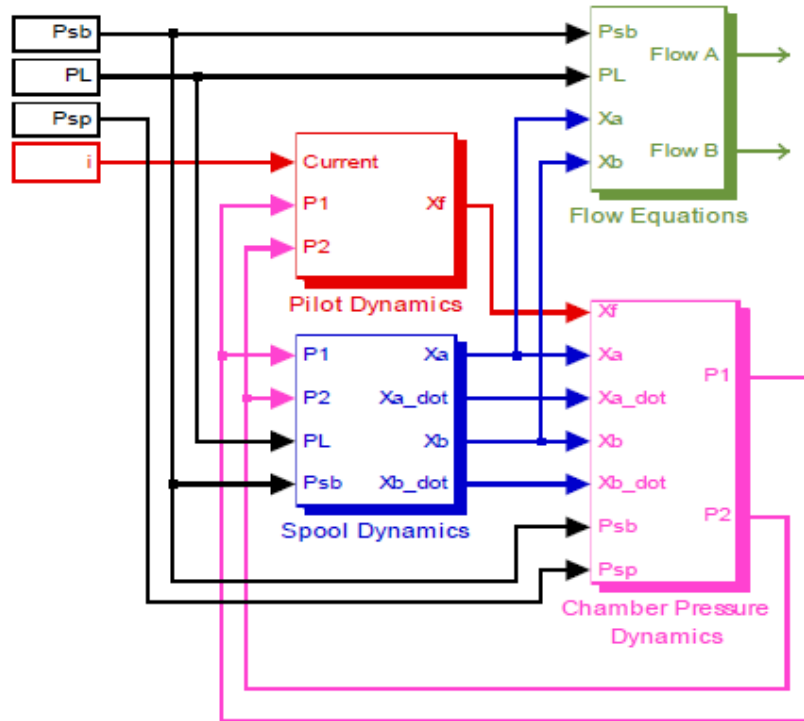 Psb
PL
Psp
i
Current
P1
P2
Xf
Pilot Dynamics
P1
P2
PL
Psb
Xa
Xa_dot
Xb
Xb_dot
Spool Dynamics
Psb
PL
Xa
Xb
Flow A
Flow B
Flow Equations
Xf
Xa
Xa_dot
Xb
Xb_dot
Psb
Psp
P1
P2
Chamber Pressure
Dynamics